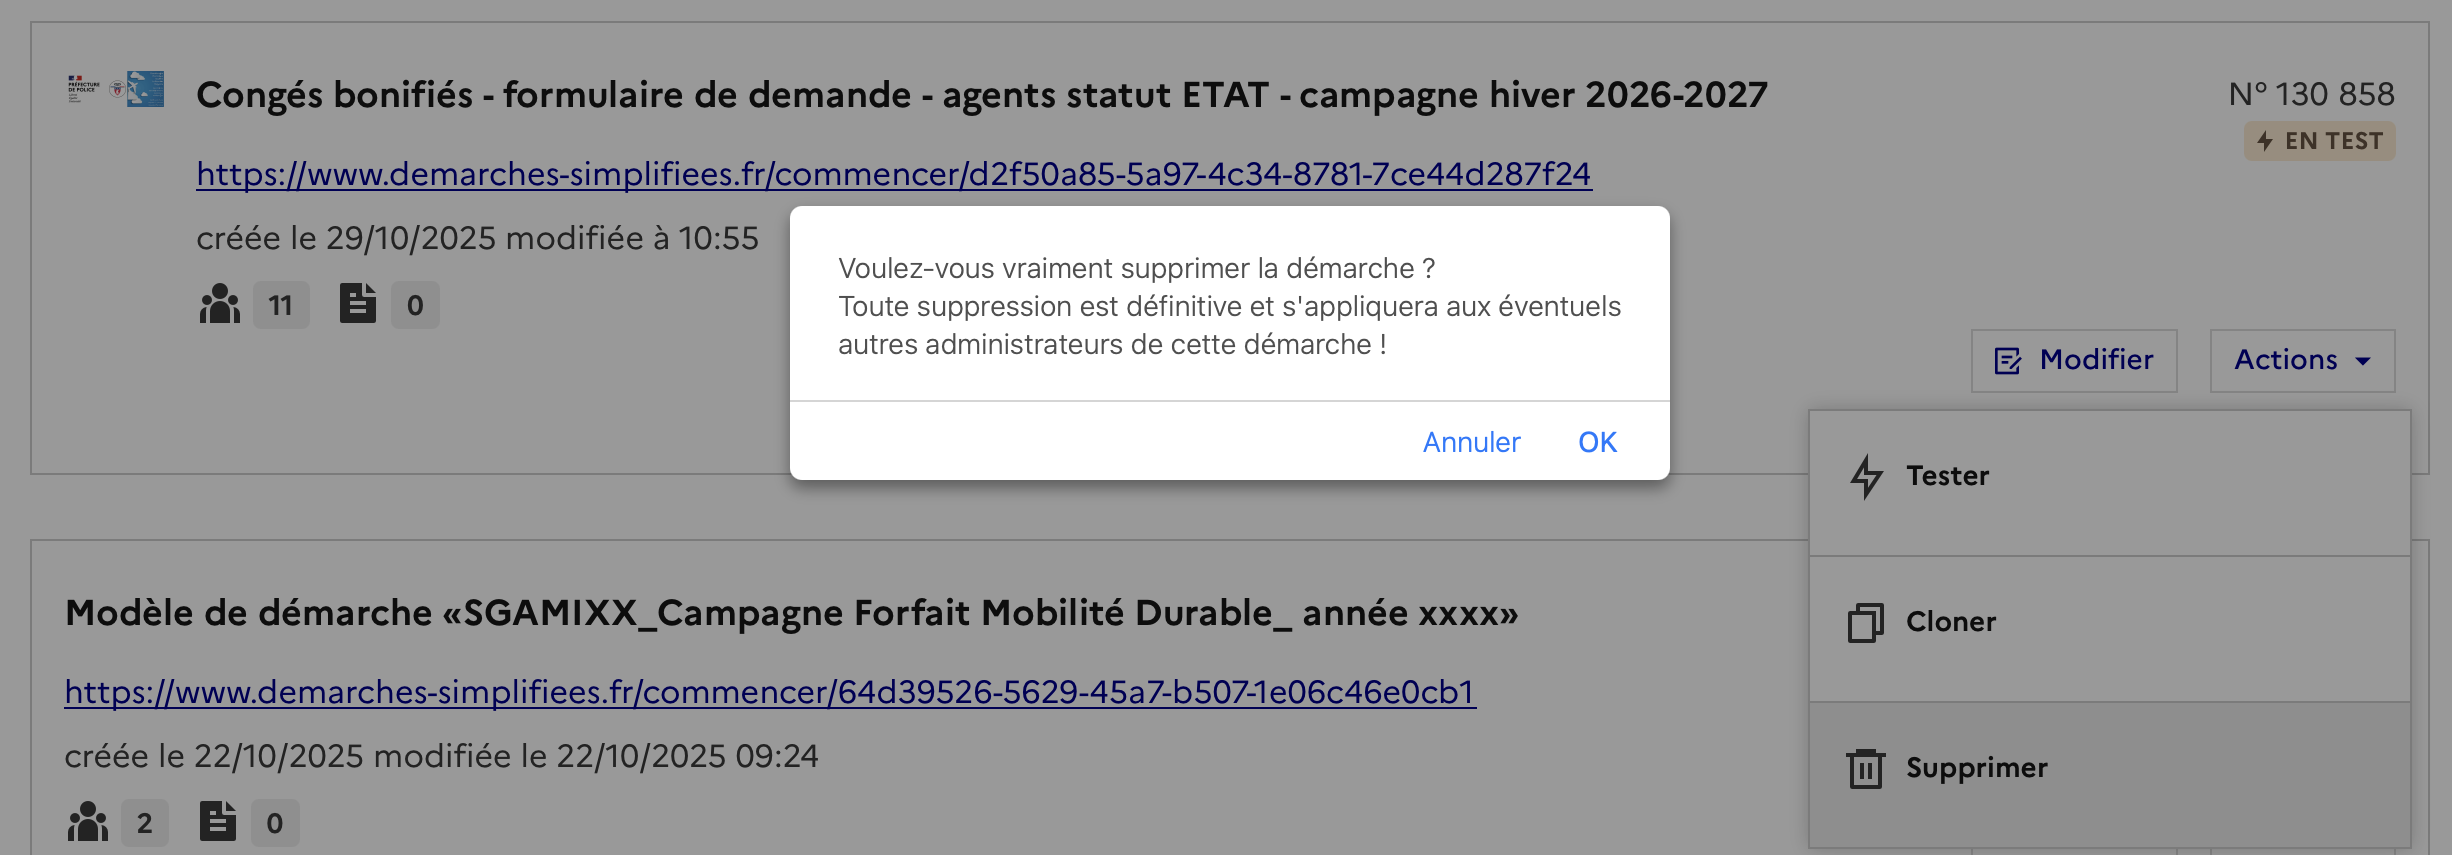 PRÉFECTURE
DE POLICE
Congés bonifiés - formulaire de demande - agents statut ETAT - campagne hiver 2026-2027
N° 130 858
EN TEST
https://www.demarches-simplifiees.fr/commencer/d2f50a85-5a97-4c34-8781-7ce44d287f24
créée le 29/10/2025 modifiée à 10:55
11
0
Voulez-vous vraiment supprimer la démarche ?
Toute suppression est définitive et s'appliquera aux éventuels
autres administrateurs de cette démarche !
Annuler OK
Modifier
Actions
Tester
Cloner
Supprimer
Modèle de démarche «SGAMIXX_Campagne Forfait Mobilité Durable_ année xxxx»
https://www.demarches-simplifiees.fr/commencer/64d39526-5629-45a7-b507-1e06c46e0cb1
créée le 22/10/2025 modifiée le 22/10/2025 09:24
2
0